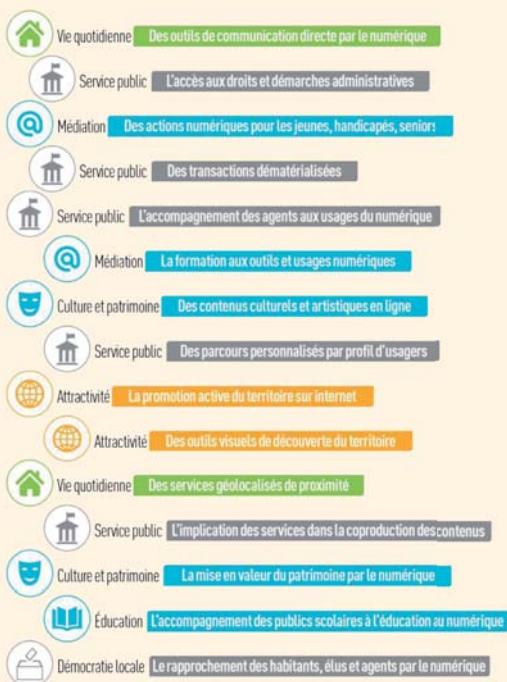 Vie quotidienne Des outils de communication directe par le numérique
Service public L'accès aux droits et démarches administratives
@ Médiation Des actions numériques pour les jeunes, handicapés, seniors
Service public Des transactions dématérialisées
Service public L'accompagnement des agents aux usages du numérique
@ Médiation La formation aux outils et usages numériques
Culture et patrimoine Des contenus culturels et artistiques en ligne
Service public Des parcours personnalisés par profil d'usagers
Attractivité La promotion active du territoire sur internet
Attractivité Des outils visuels de découverte du territoire
Vie quotidienne Des services géolocalisés de proximité
Service public L'implication des services dans la coproduction des contenus
Culture et patrimoine La mise en valeur du patrimoine par le numérique
Éducation L'accompagnement des publics scolaires à l'éducation au numérique
Démocratie locale Le rapprochement des habitants, élus et agents par le numérique